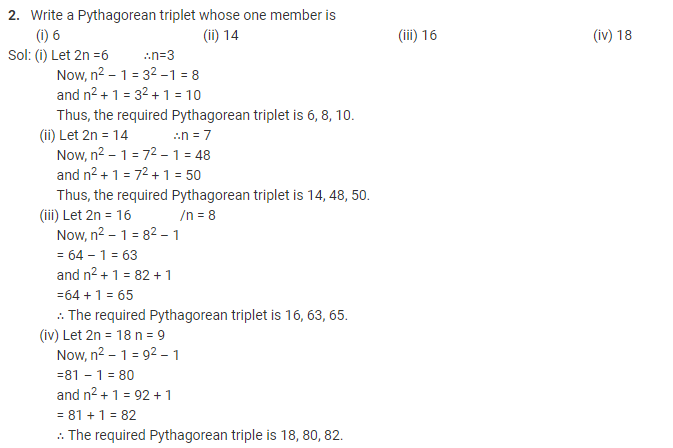 2. Write a Pythagorean triplet whose one member is
(i) 6 (ii) 14 (iii) 16 (iv) 18
Sol: (i) Let 2n =6 ∴n=3
Now, n² – 1 = 3² –1 = 8
and n² + 1 = 3² + 1 = 10
Thus, the required Pythagorean triplet is 6, 8, 10.
(ii) Let 2n = 14 ∴n = 7
Now, n² – 1 = 7² – 1 = 48
and n² + 1 = 7² + 1 = 50
Thus, the required Pythagorean triplet is 14, 48, 50.
(iii) Let 2n = 16 /n = 8
Now, n² – 1 = 8² – 1
= 64 – 1 = 63
and n² + 1 = 82 + 1
=64 + 1 = 65
∴ The required Pythagorean triplet is 16, 63, 65.
(iv) Let 2n = 18 n = 9
Now, n² – 1 = 9² – 1
=81 – 1 = 80
and n² + 1 = 92 + 1
= 81 + 1 = 82
∴ The required Pythagorean triple is 18, 80, 82.